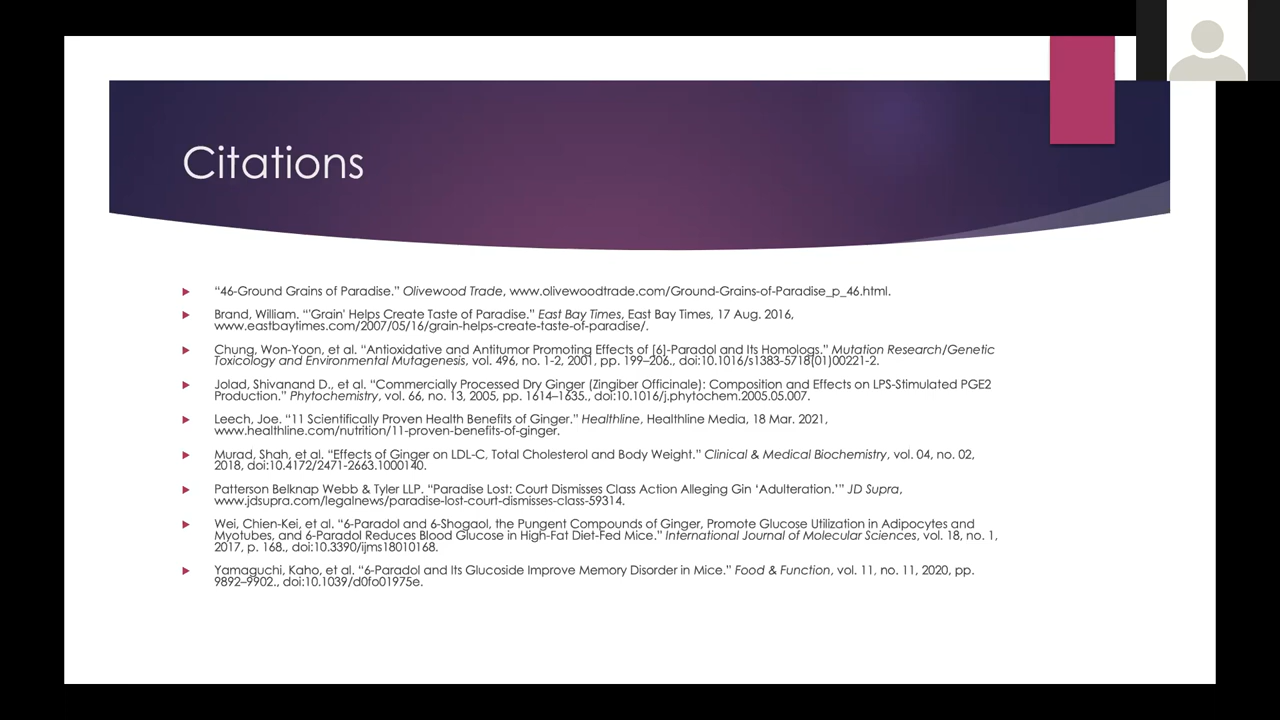 Citations
“46-Ground Grains of Paradise.” Olivewood Trade, www.olivewoodtrade.com/Ground-Grains-of-Paradise_p_46.html.
Brand, William. “'Grain' Helps Create Taste of Paradise.” East Bay Times, East Bay Times, 17 Aug. 2016,
www.eastbaytimes.com/2007/05/16/grain-helps-create-taste-of-paradise/.
Chung, Won-Yoon, et al. “Antioxidative and Antitumor Promoting Effects of [6]-Paradol and Its Homologs.” Mutation Research/Genetic
Toxicology and Environmental Mutagenesis, vol. 496, no. 1-2, 2001, pp. 199–206., doi:10.1016/s1383-5718(01)00221-2.
Jolad, Shivanand D., et al. “Commercially Processed Dry Ginger (Zingiber Officinale): Composition and Effects on LPS-Stimulated PGE2
Production.” Phytochemistry, vol. 66, no. 13, 2005, pp. 1614–1635., doi:10.1016/j.phytochem.2005.05.007.
Leech, Joe. “11 Scientifically Proven Health Benefits of Ginger.” Healthline, Healthline Media, 18 Mar. 2021,
www.healthline.com/nutrition/11-proven-benefits-of-ginger.
Murad, Shah, et al. “Effects of Ginger on LDL-C, Total Cholesterol and Body Weight.” Clinical & Medical Biochemistry, vol. 04, no. 02,
2018, doi:10.4172/2471-2663.1000140.
Patterson Belknap Webb & Tyler LLP. “Paradise Lost: Court Dismisses Class Action Alleging Gin ‘Adulteration.’” JD Supra,
www.jdsupra.com/legalnews/paradise-lost-court-dismisses-class-59314.
Wei, Chien-Kei, et al. “6-Paradol and 6-Shogaol, the Pungent Compounds of Ginger, Promote Glucose Utilization in Adipocytes and
Myotubes, and 6-Paradol Reduces Blood Glucose in High-Fat Diet-Fed Mice.” International Journal of Molecular Sciences, vol. 18, no. 1,
2017, p. 168., doi:10.3390/ijms18010168.
Yamaguchi, Kaho, et al. “6-Paradol and Its Glucoside Improve Memory Disorder in Mice.” Food & Function, vol. 11, no. 11, 2020, pp.
9892–9902., doi:10.1039/d0fo01975e.